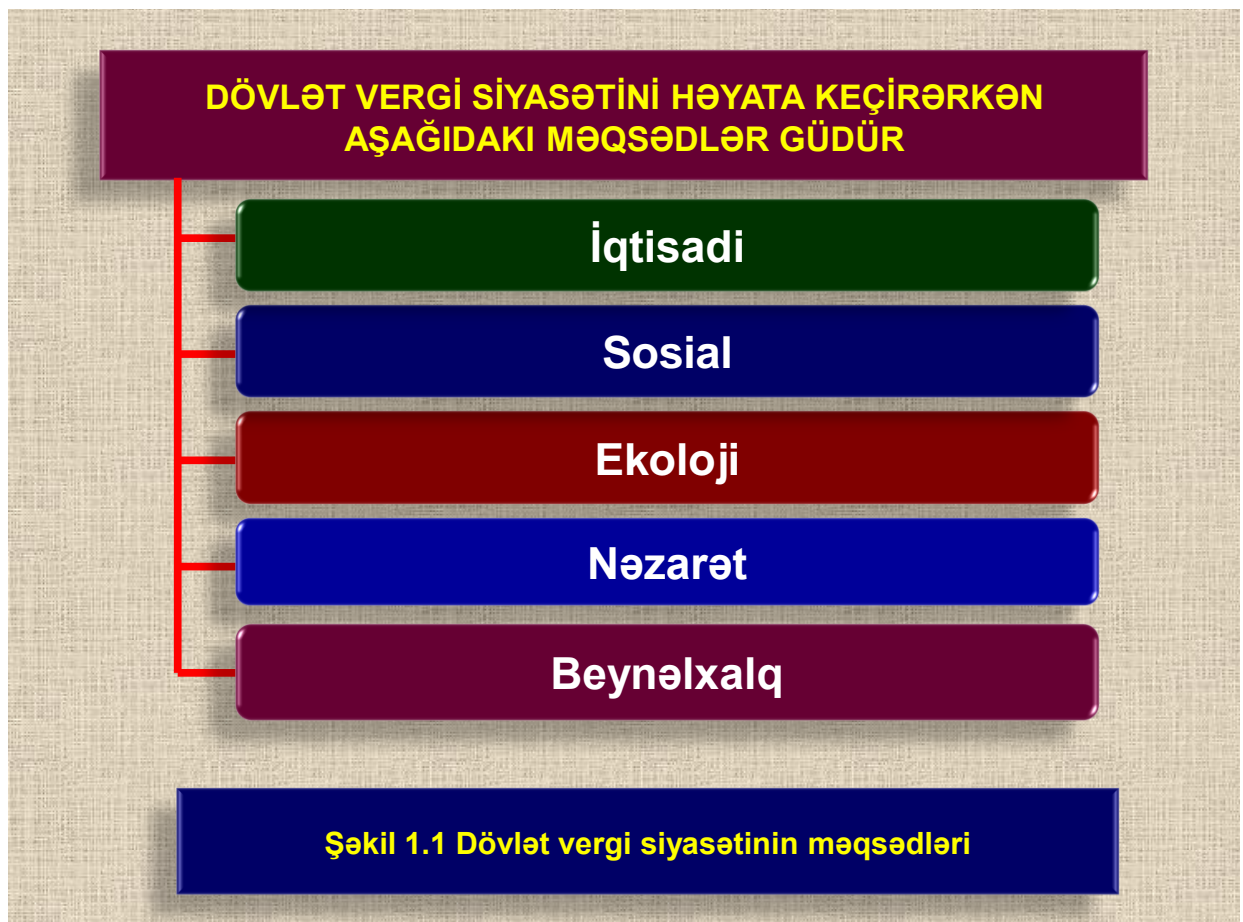 DÖVLƏT VERGİ SİYASƏTİNİ HƏYATA KEÇİRƏRKƏN
AŞAĞIDAKI MƏQSƏDLƏR GÜDÜR
İqtisadi
Sosial
Ekoloji
Nəzarət
Beynəlxalq
Şəkil 1.1 Dövlət vergi siyasətinin məqsədləri